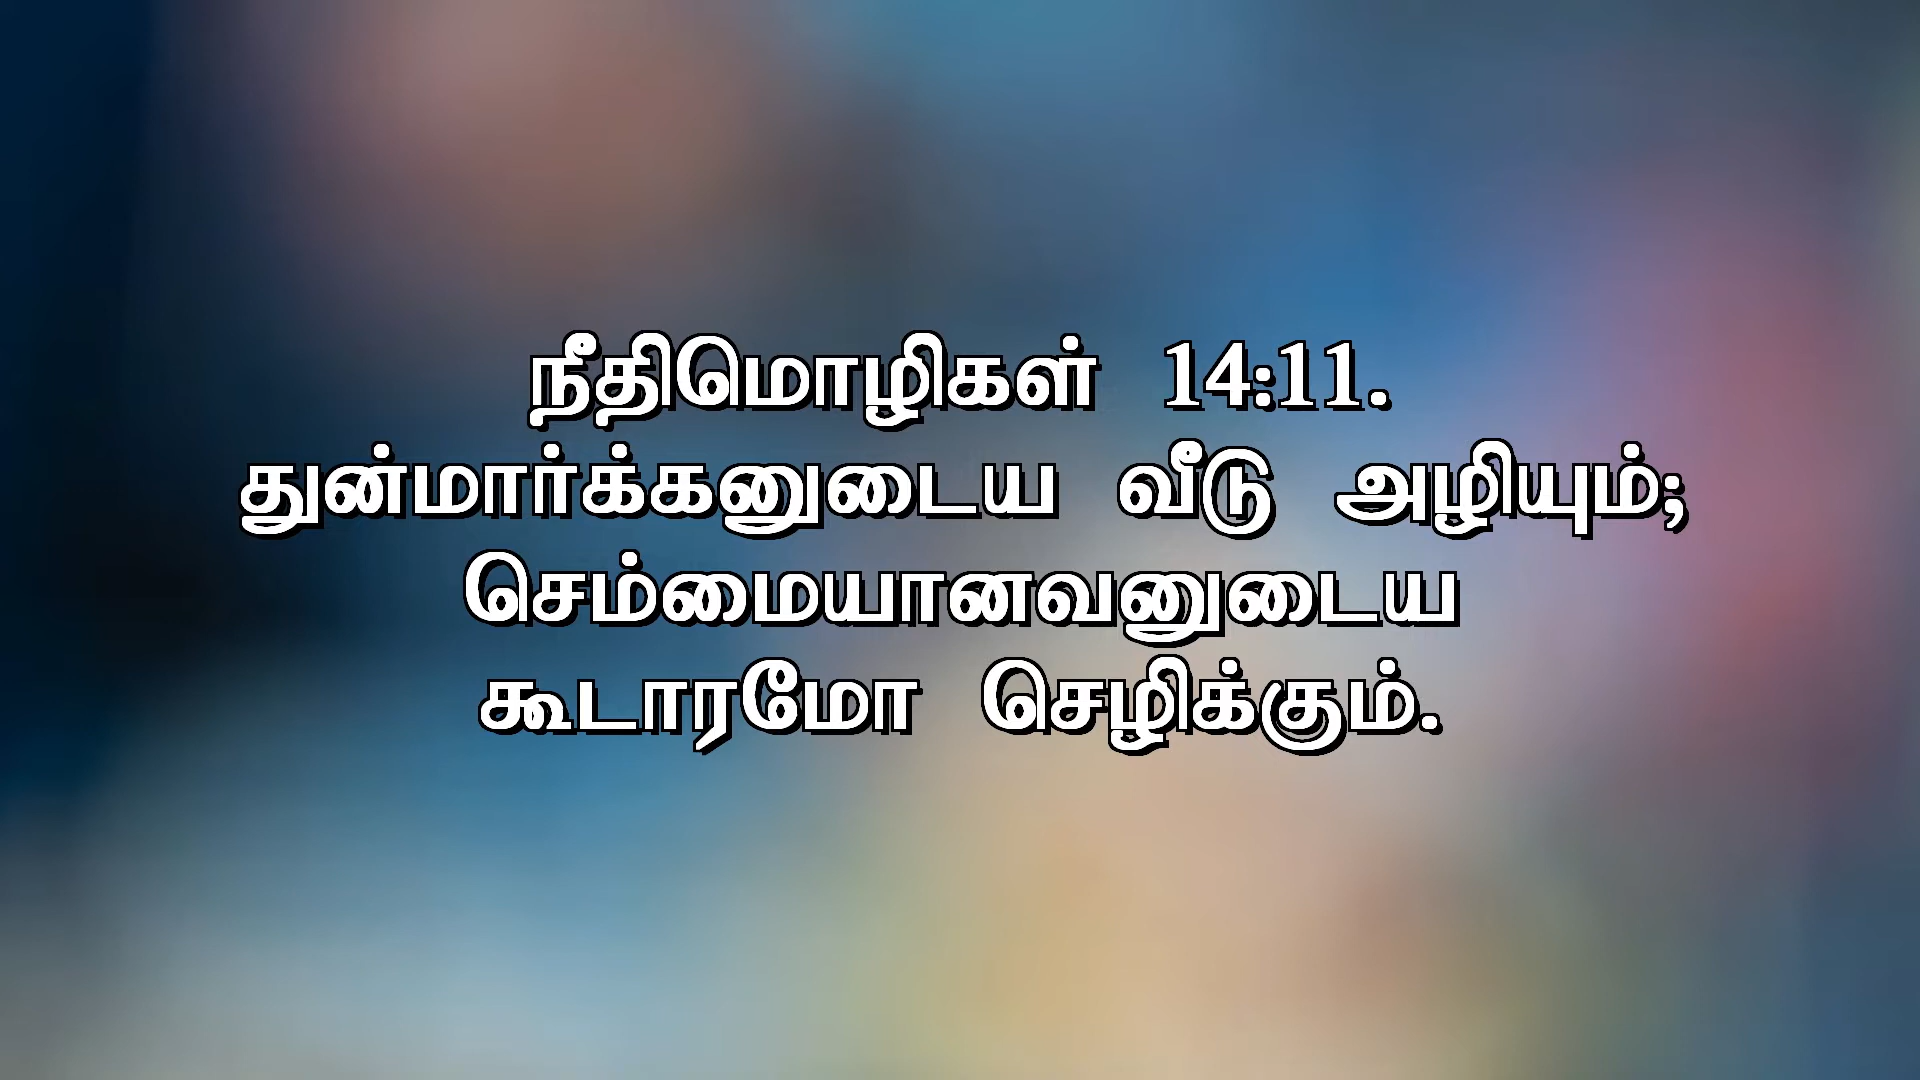 நீதிமொழிகள் 14:11.
துன்மார்க்கனுடைய வீடு அழியும்;
செம்மையானவனுடைய
கூடாரமோ செழிக்கும்.